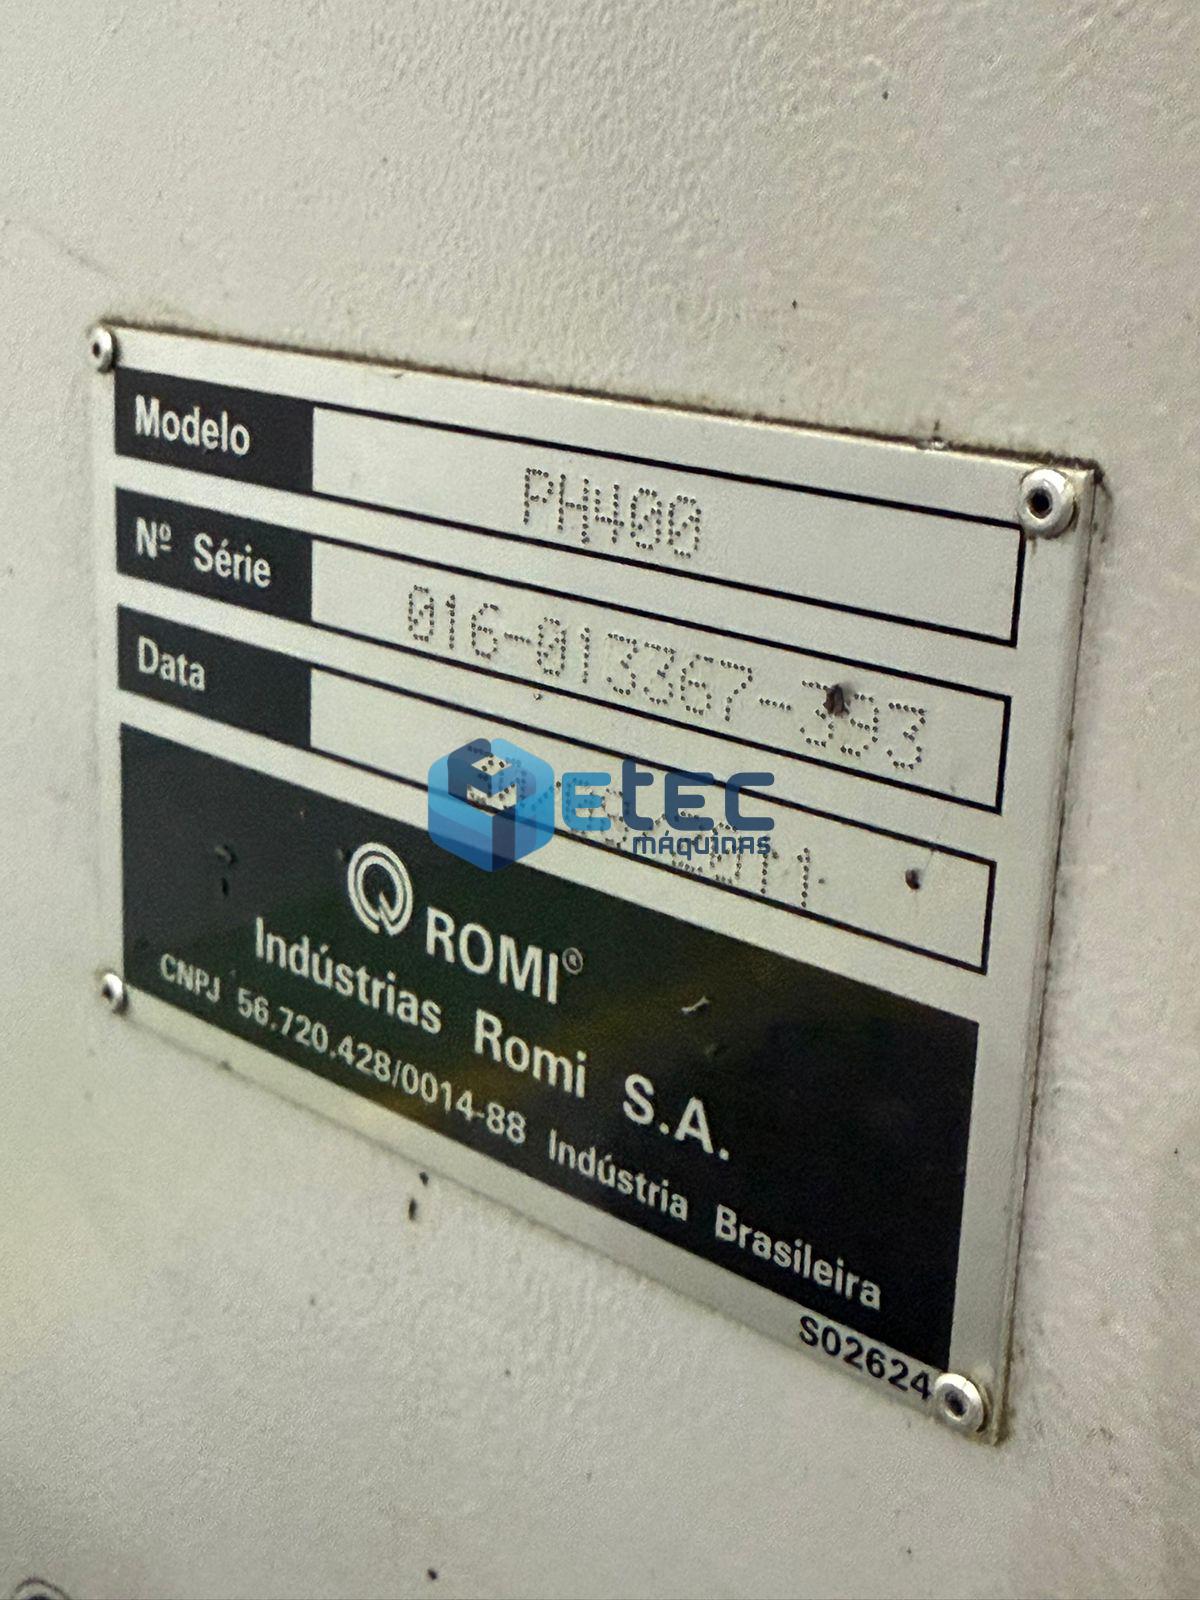 Modelo PH400
Nº Série 016-013367-393
Data
ETEC
MÁQUINAS
ROMI®
Indústrias Romi S.A.
CNPJ 56.720.428/0014-88 Indústria Brasileira
S02624